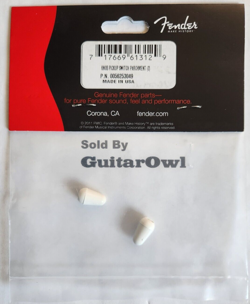 Fender
7 17669 61312 9
P.N. 0056253049
MADE IN USA
Genuine Fender parts—
for pure Fender sound, feel and performance.
Corona, CA
fender.com
Sold By
GuitarOwl